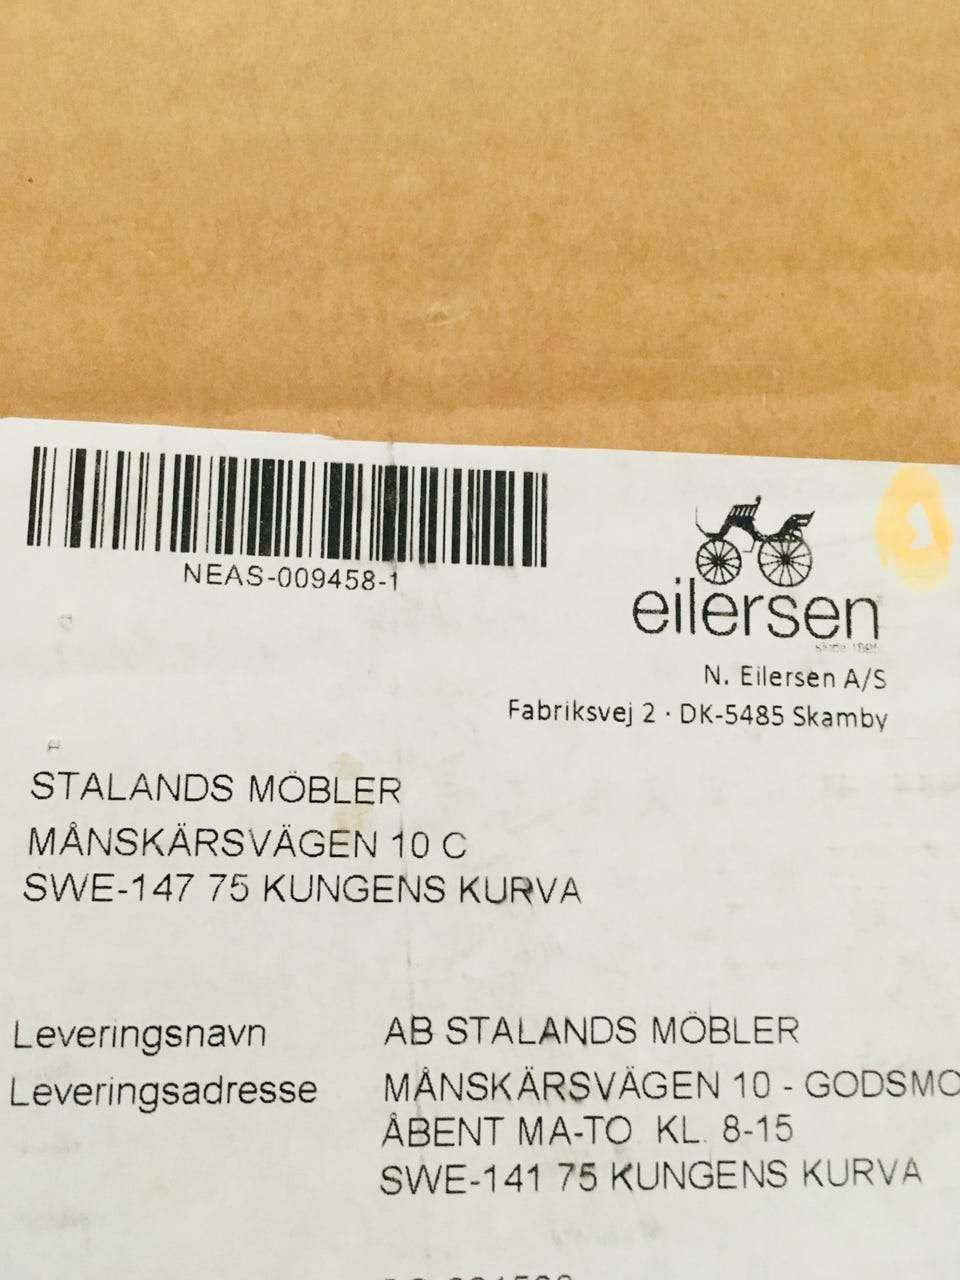 NEAS-009458-1
eilersen
since 1895
N. Eilersen A/S
Fabriksvej 2 · DK-5485 Skamby
STALANDS MÖBLER
MÅNSKÄRSVÄGEN 10 C
SWE-147 75 KUNGENS KURVA
Leveringsnavn AB STALANDS MÖBLER
Leveringsadresse MÅNSKÄRSVÄGEN 10 - GODSMO
ÅBENT MA-TO KL. 8-15
SWE-141 75 KUNGENS KURVA